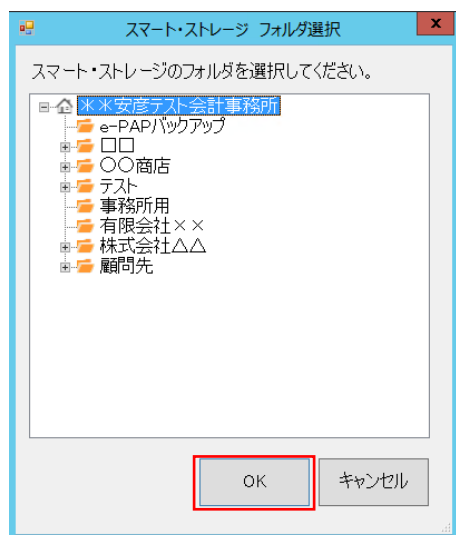 スマート・ストレージ フォルダ選択
x
スマート・ストレージのフォルダを選択してください。
＊＊安彦テスト会計事務所
e-PAPバックアップ
□□
〇〇商店
テスト
事務所用
有限会社××
株式会社△△
顧問先
OK
キャンセル